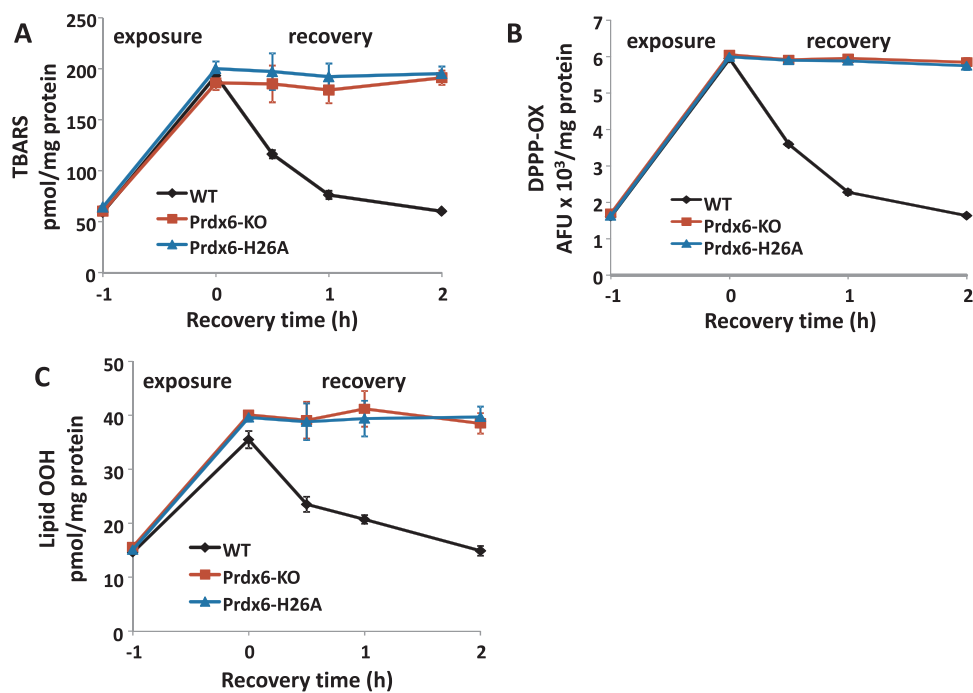 A
exposure
recovery
TBARS
pmol/mg protein
250
200
150
100
50
0
WT
Prdx6-KO
Prdx6-H26A
-1
0
1
2
Recovery time (h)
B
exposure
recovery
DPPP-OX
AFU x 10³/mg protein
7
6
5
4
3
2
1
0
WT
Prdx6-KO
Prdx6-H26A
-1
0
1
2
Recovery time (h)
C
exposure
recovery
Lipid OOH
pmol/mg protein
50
40
30
20
10
0
WT
Prdx6-KO
Prdx6-H26A
-1
0
1
2
Recovery time (h)